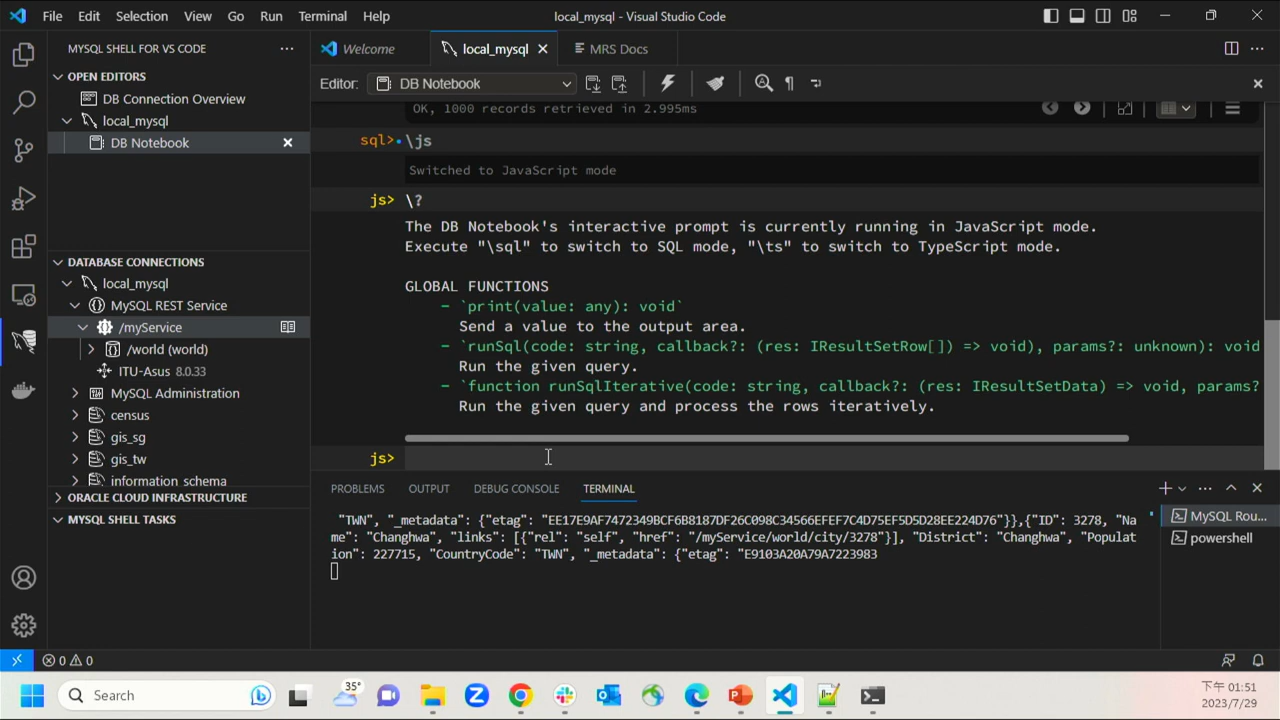 File Edit Selection View Go Run Terminal Help local_mysql - Visual Studio Code
MYSQL SHELL FOR VS CODE
Welcome local_mysql MRS Docs
OPEN EDITORS
DB Connection Overview
local_mysql
DB Notebook
Editor: DB Notebook
OK, 1000 records retrieved in 2.995ms
sql> \js
Switched to JavaScript mode
js> \?
The DB Notebook's interactive prompt is currently running in JavaScript mode.
Execute "\sql" to switch to SQL mode, "\ts" to switch to TypeScript mode.
GLOBAL FUNCTIONS
- `print(value: any): void`
Send a value to the output area.
- `runSql(code: string, callback?: (res: IResultSetRow[]) => void), params?: unknown): void
Run the given query.
- `function runSqlIterative(code: string, callback?: (res: IResultSetData) => void, params?
Run the given query and process the rows iteratively.
js>
DATABASE CONNECTIONS
local_mysql
MySQL REST Service
/myService
/world (world)
ITU-Asus 8.0.33
MySQL Administration
census
gis_sg
gis_tw
information_schema
ORACLE CLOUD INFRASTRUCTURE
MYSQL SHELL TASKS
PROBLEMS OUTPUT DEBUG CONSOLE TERMINAL
"TWN", "_metadata": {"etag": "EE17E9AF7472349BCF6B8187DF26C098C34566EFEF7C4D75EF5D5D28EE224D76"}},{"ID": 3278, "Na
me": "Changhwa", "links": [{"rel": "self", "href": "/myService/world/city/3278"}], "District": "Changhwa", "Populat
ion": 227715, "CountryCode": "TWN", "_metadata": {"etag": "E9103A20A79A7223983
MySQL Rou...
powershell
0 0
Search
35°
下午 01:51
2023/7/29